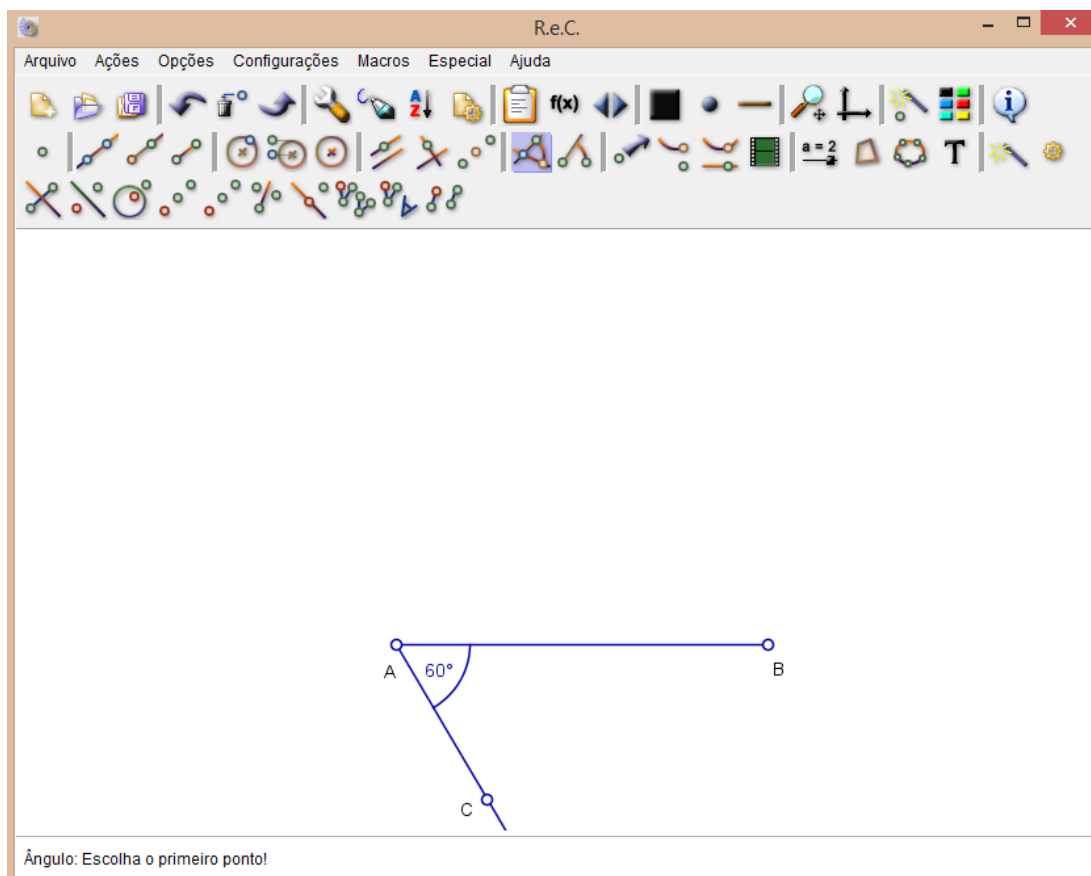 R.e.C.
Arquivo Ações Opções Configurações Macros Especial Ajuda
A Z f(x)
a = 2 T
A 60° B
C
Ângulo: Escolha o primeiro ponto!